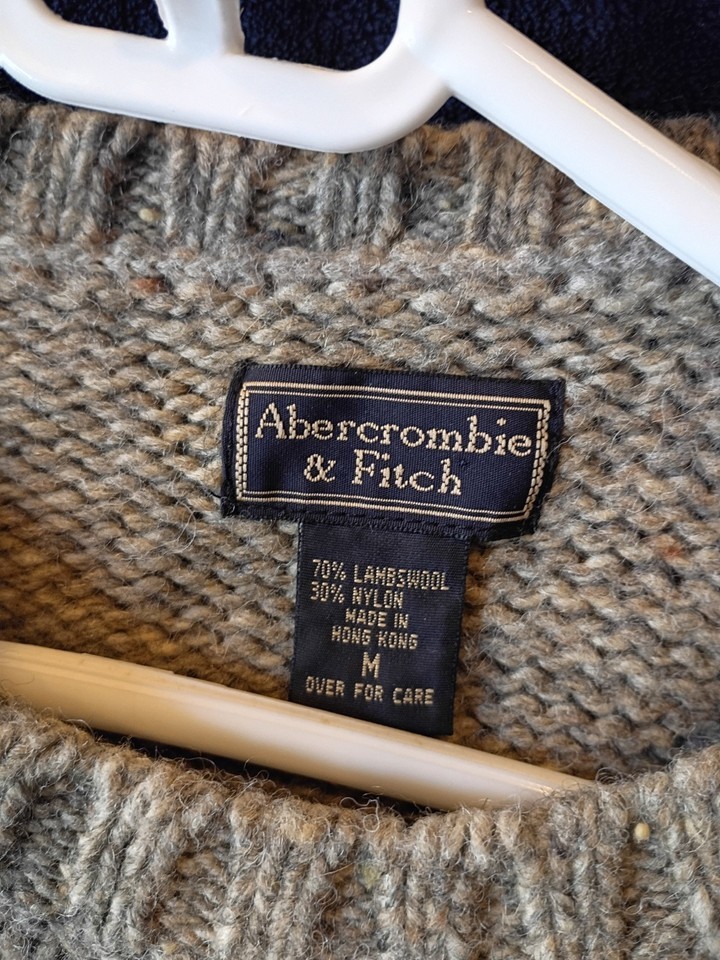 Abercrombie
& Fitch
70% LAMBSWOOL
30% NYLON
MADE IN
HONG KONG
M
OVER FOR CARE